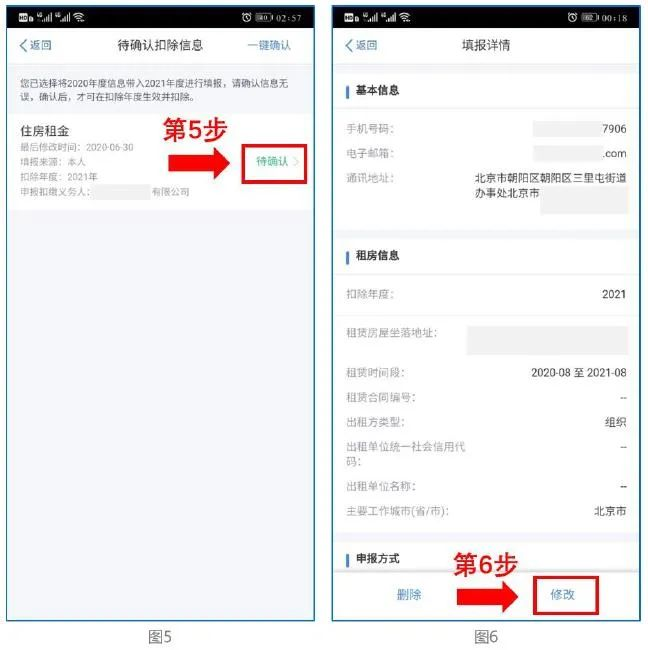 02:57
返回
待确认扣除信息
一键确认
您已选择将2020年度信息带入2021年度进行填报，请确认信息无
误，确认后，才可在扣除年度生效并扣除。
住房租金
最后修改时间：2020-06-30
填报来源：本人
扣除年度：2021年
申报扣缴义务人：
有限公司
第5步
待确认
图5
00:18
返回
填报详情
基本信息
手机号码：
7906
电子邮箱：
.com
通讯地址：
北京市朝阳区朝阳区三里屯街道
办事处北京市
租房信息
扣除年度：
2021
租赁房屋坐落地址：
租赁时间段：
2020-08 至 2021-08
租赁合同编号：
--
出租方类型：
组织
出租单位统一社会信用代
码：
--
出租单位名称：
--
主要工作城市(省/市)：
北京市
申报方式
第6步
删除
修改
图6